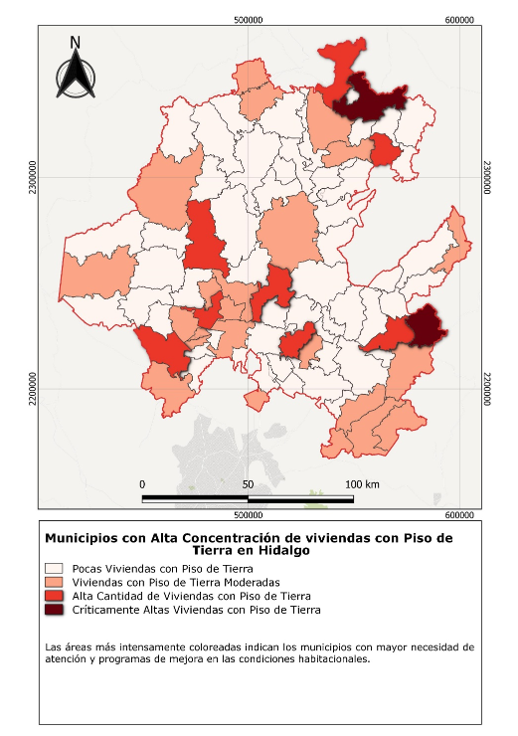 500000
600000
N
2300000
2300000
2200000
2200000
0
50
100 km
500000
600000
Municipios con Alta Concentración de viviendas con Piso de
Tierra en Hidalgo
Pocas Viviendas con Piso de Tierra
Viviendas con Piso de Tierra Moderadas
Alta Cantidad de Viviendas con Piso de Tierra
Críticamente Altas Viviendas con Piso de Tierra
Las áreas más intensamente coloreadas indican los municipios con mayor necesidad de
atención y programas de mejora en las condiciones habitacionales.